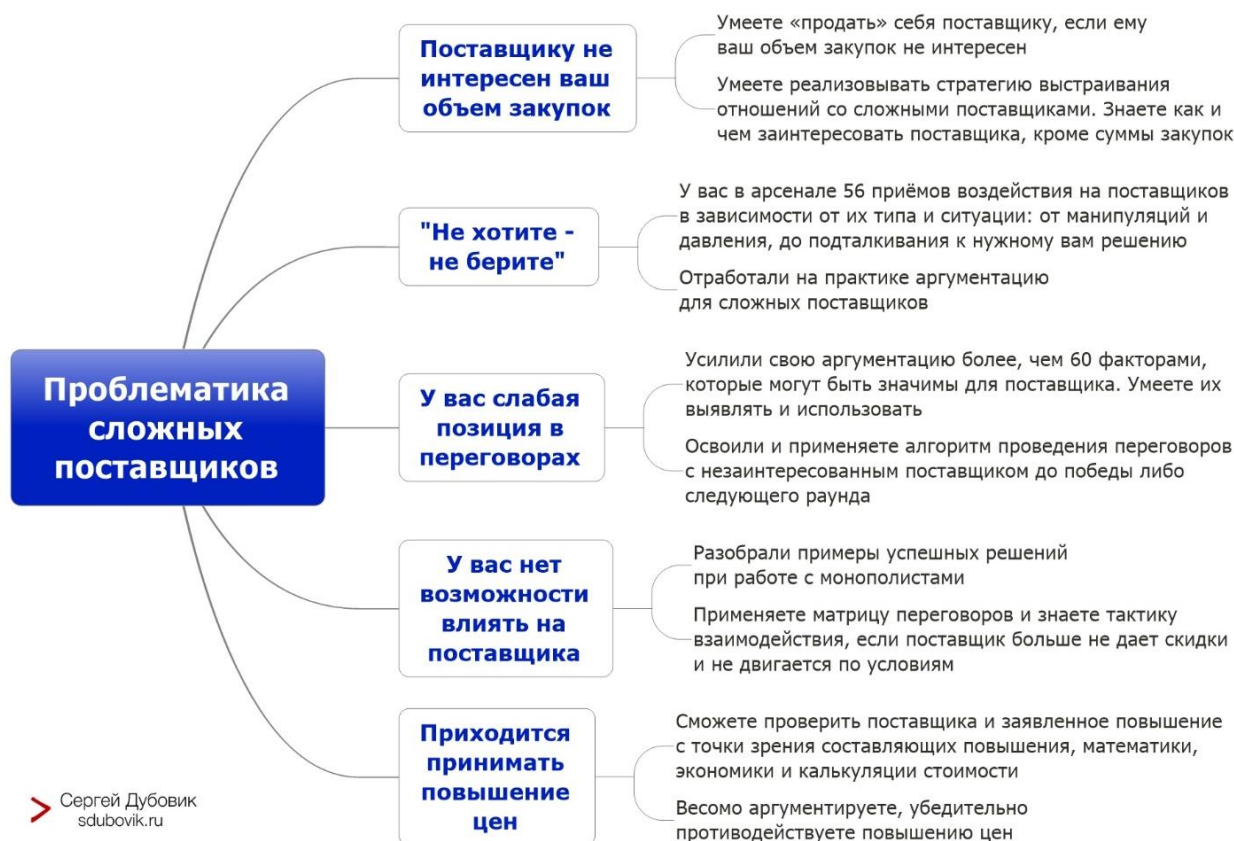 Проблематика
сложных
поставщиков
Поставщику не
интересен ваш
объем закупок
Умеете «продать» себя поставщику, если ему
ваш объем закупок не интересен
Умеете реализовывать стратегию выстраивания
отношений со сложными поставщиками. Знаете как и
чем заинтересовать поставщика, кроме суммы закупок
"Не хотите -
не берите"
У вас в арсенале 56 приёмов воздействия на поставщиков
в зависимости от их типа и ситуации: от манипуляций и
давления, до подталкивания к нужному вам решению
Отработали на практике аргументацию
для сложных поставщиков
У вас слабая
позиция в
переговорах
Усилили свою аргументацию более, чем 60 факторами,
которые могут быть значимы для поставщика. Умеете их
выявлять и использовать
Освоили и применяете алгоритм проведения переговоров
с незаинтересованным поставщиком до победы либо
следующего раунда
У вас нет
возможности
влиять на
поставщика
Разобрали примеры успешных решений
при работе с монополистами
Применяете матрицу переговоров и знаете тактику
взаимодействия, если поставщик больше не дает скидки
и не двигается по условиям
Приходится
принимать
повышение
цен
Сможете проверить поставщика и заявленное повышение
с точки зрения составляющих повышения, математики,
экономики и калькуляции стоимости
Весомо аргументируете, убедительно
противодействуете повышению цен
Сергей Дубовик
sdubovik.ru